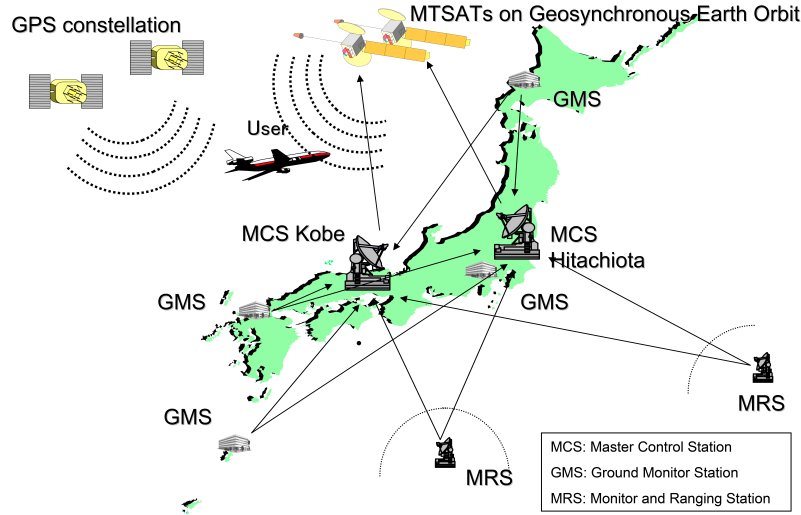 MTSATs on Geosynchronous Earth Orbit
GPS constellation
GMS
User
MCS Kobe
MCS
Hitachiota
GMS
GMS
MRS
GMS
MRS
MCS: Master Control Station
GMS: Ground Monitor Station
MRS: Monitor and Ranging Station